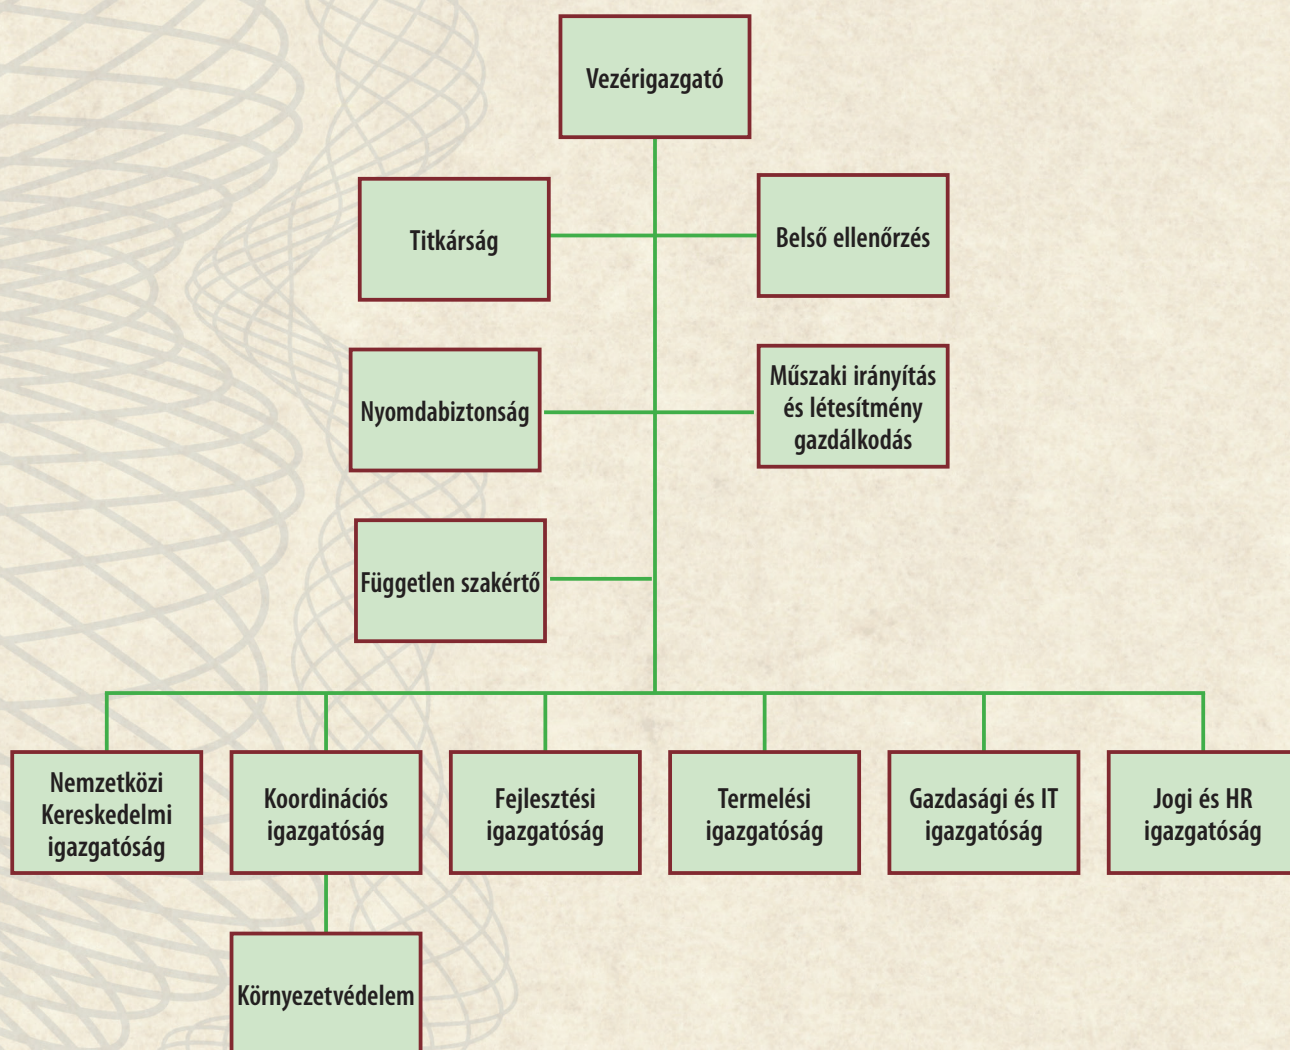 Vezérigazgató
Titkárság
Belső ellenőrzés
Nyomdabiztonság
Műszaki irányítás
és létesítmény
gazdálkodás
Független szakértő
Nemzetközi
Kereskedelmi
igazgatóság
Koordinációs
igazgatóság
Fejlesztési
igazgatóság
Termelési
igazgatóság
Gazdasági és IT
igazgatóság
Jogi és HR
igazgatóság
Környezetvédelem